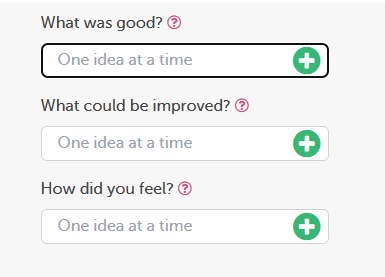 What was good? ?
One idea at a time
What could be improved? ?
One idea at a time
How did you feel? ?
One idea at a time